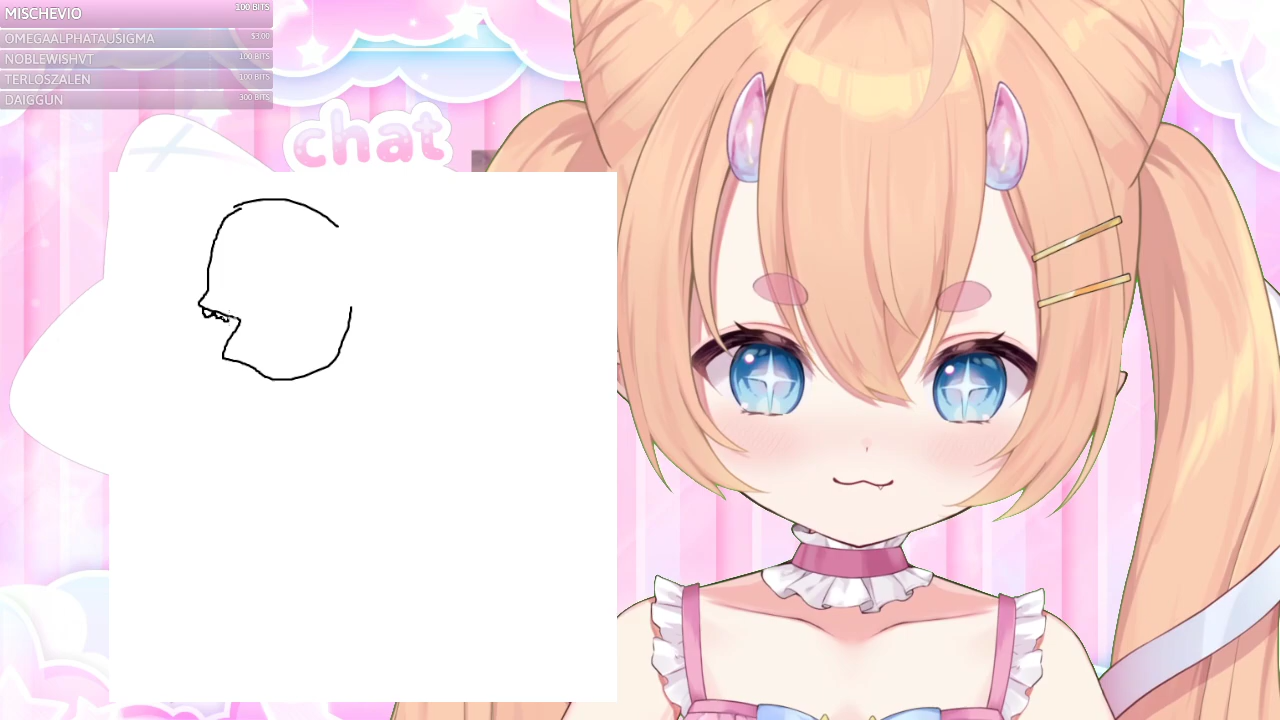 MISCHEVIO 100 BITS
OMEGAALPHATAUSIGMA $3.00
NOBLEWISHVT 100 BITS
TERLOSZALEN 100 BITS
DAIGGUN 300 BITS
chat